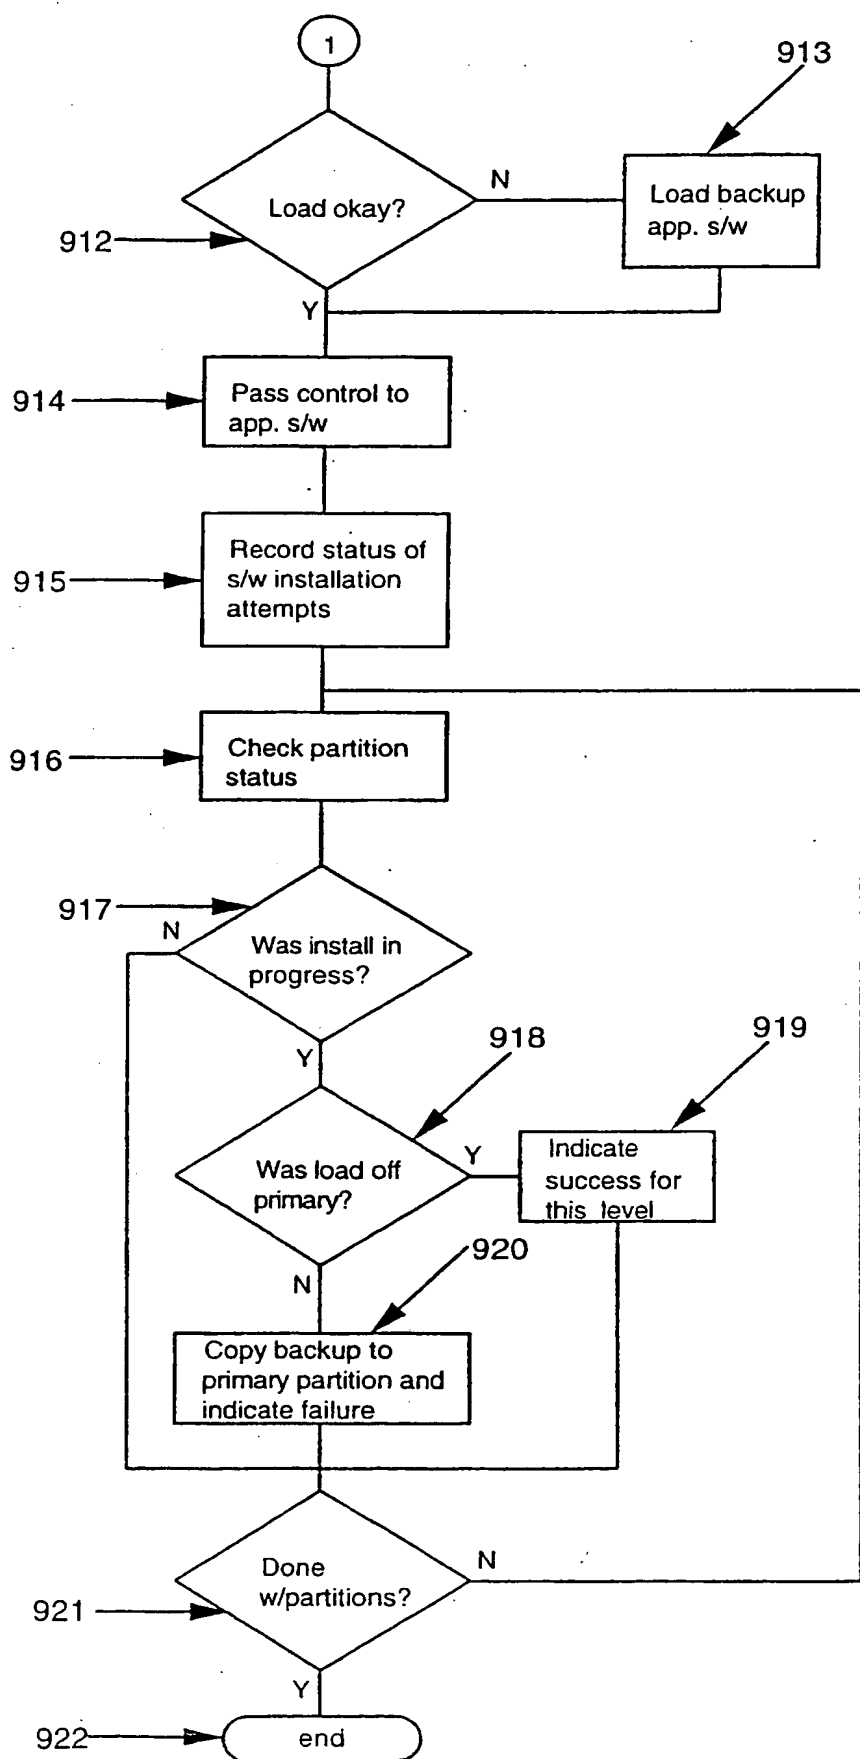 1
913
N
Load okay?
Load backup
app. s/w
912
Y
914
Pass control to
app. s/w
915
Record status of
s/w installation
attempts
916
Check partition
status
917
N
Was install in
progress?
Y
918
919
Was load off
primary?
Y
Indicate
success for
this level
N
920
Copy backup to
primary partition and
indicate failure
Done
w/partitions?
N
921
Y
922
end